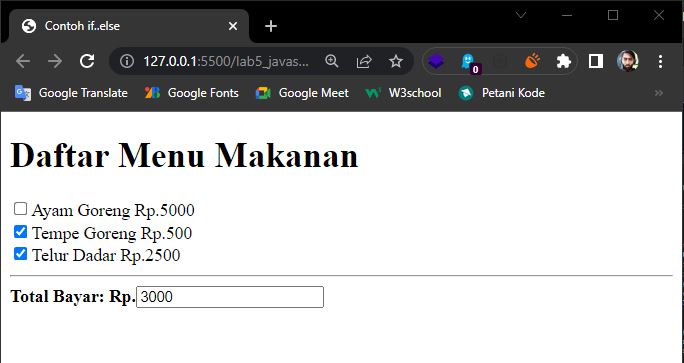 Contoh if..else
127.0.0.1:5500/lab5_javas...
0
Google Translate Google Fonts Google Meet W3school Petani Kode
Daftar Menu Makanan
Ayam Goreng Rp.5000
Tempe Goreng Rp.500
Telur Dadar Rp.2500
Total Bayar: Rp. 3000